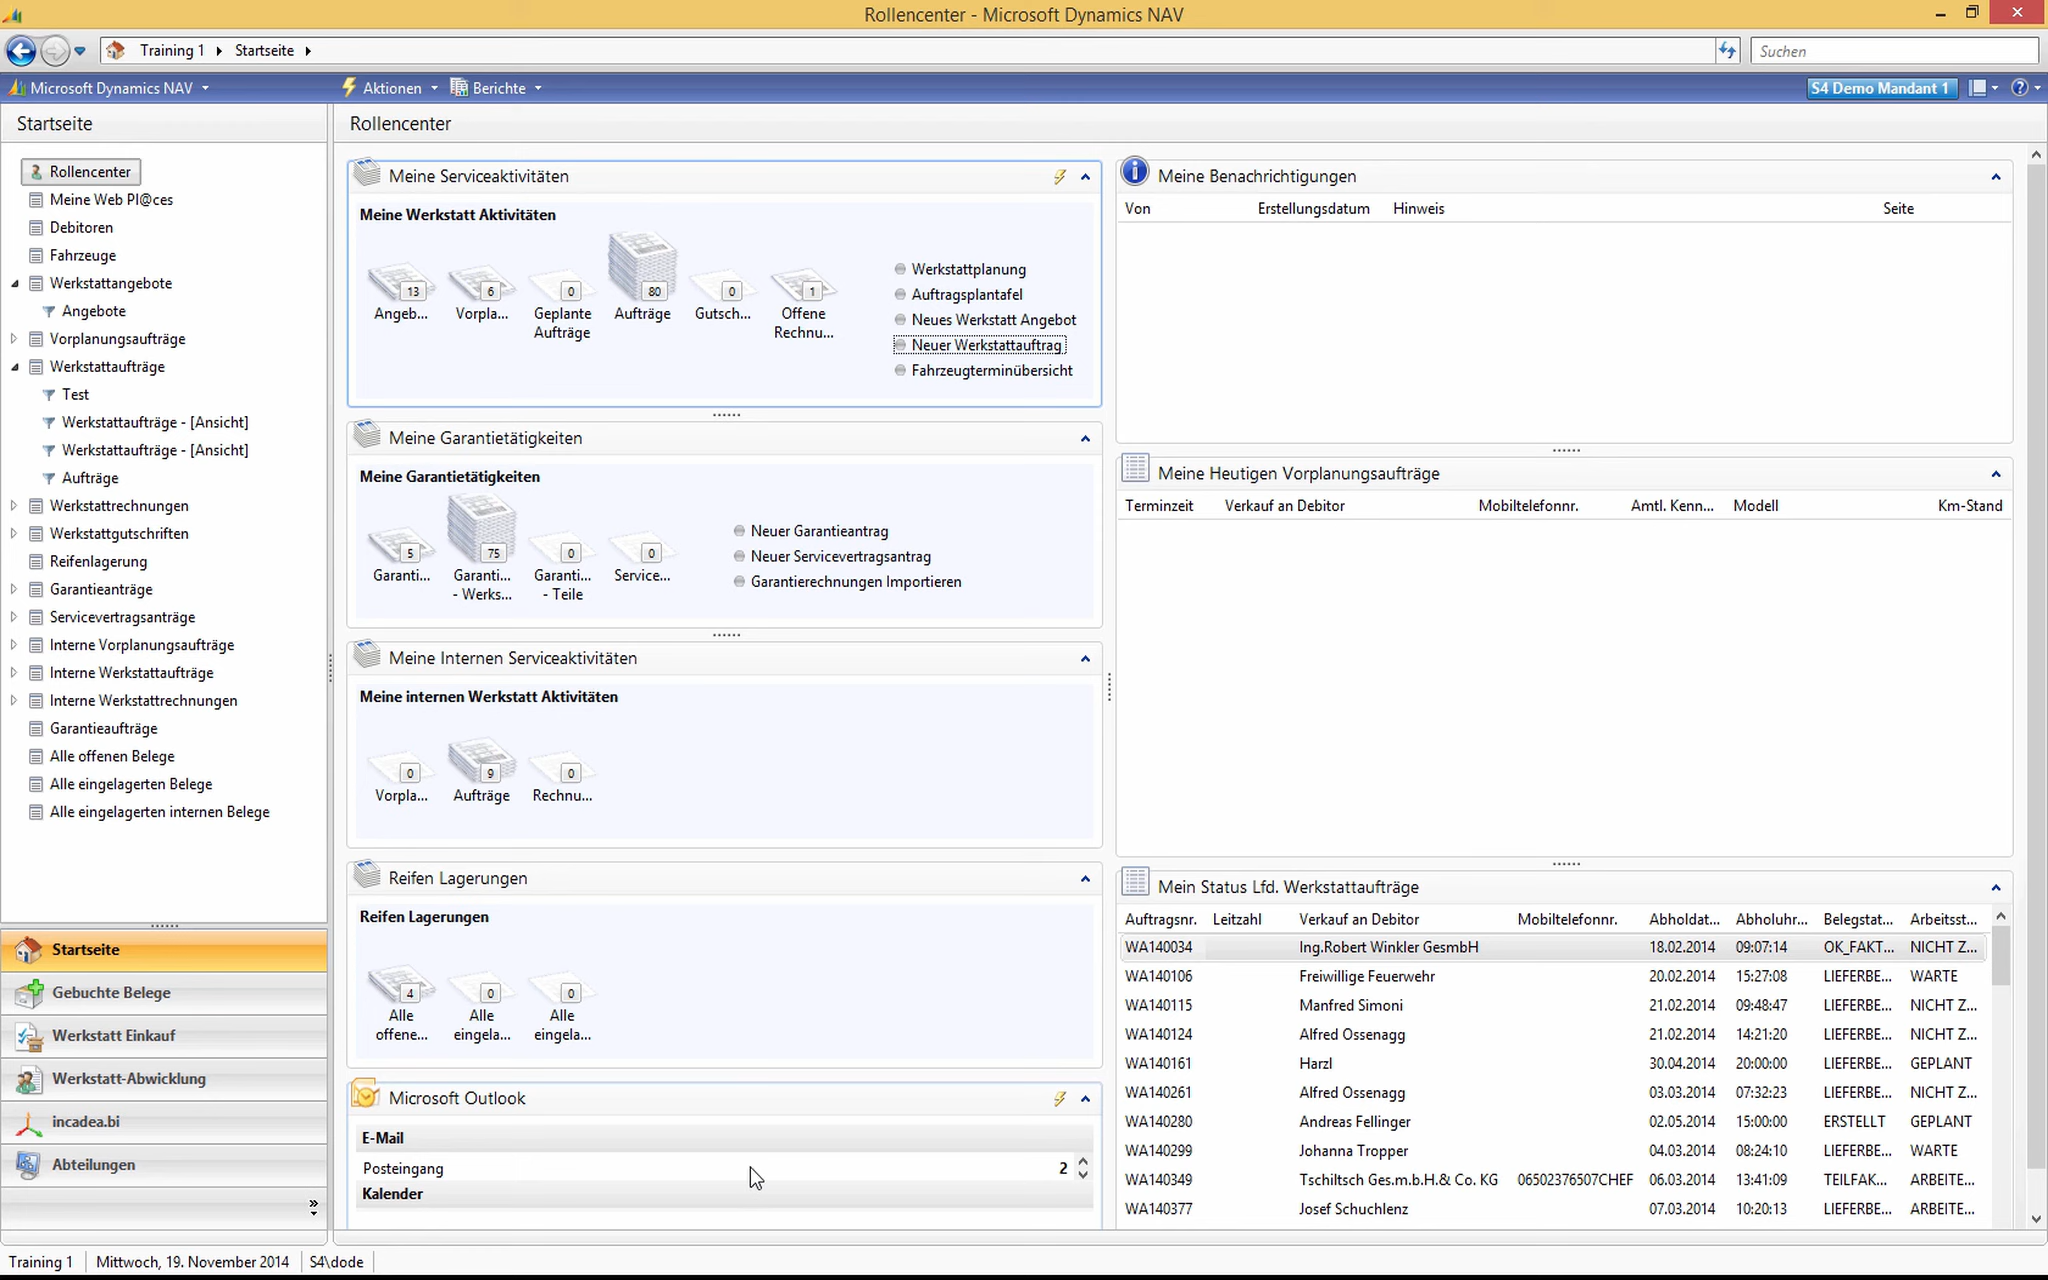 Rollencenter - Microsoft Dynamics NAV
Training 1 Startseite
Suchen
Microsoft Dynamics NAV Aktionen Berichte S4 Demo Mandant 1
Startseite
Rollencenter
Meine Web Pl@ces
Debitoren
Fahrzeuge
Werkstattangebote
Angebote
Vorplanungsaufträge
Werkstattaufträge
Test
Werkstattaufträge - [Ansicht]
Werkstattaufträge - [Ansicht]
Aufträge
Werkstattrechnungen
Werkstattgutschriften
Reifenlagerung
Garantieanträge
Servicevertragsanträge
Interne Vorplanungsaufträge
Interne Werkstattaufträge
Interne Werkstattrechnungen
Garantieaufträge
Alle offenen Belege
Alle eingelagerten Belege
Alle eingelagerten internen Belege
Startseite
Gebuchte Belege
Werkstatt Einkauf
Werkstatt-Abwicklung
incadea.bi
Abteilungen
Rollencenter
Meine Serviceaktivitäten
Meine Werkstatt Aktivitäten
13 6 0 80 0 1
Angeb... Vorpla... Geplante Aufträge Gutsch... Offene
Aufträge Rechnu...
Werkstattplanung
Auftragsplantafel
Neues Werkstatt Angebot
Neuer Werkstattauftrag
Fahrzeugterminübersicht
Meine Garantietätigkeiten
Meine Garantietätigkeiten
5 75 0 0
Garanti... Garanti... Garanti... Service...
- Werks... - Teile
Neuer Garantieantrag
Neuer Servicevertragsantrag
Garantierechnungen Importieren
Meine Internen Serviceaktivitäten
Meine internen Werkstatt Aktivitäten
0 9 0
Vorpla... Aufträge Rechnu...
Reifen Lagerungen
Reifen Lagerungen
4 0 0
Alle Alle Alle
offene... eingela... eingela...
Microsoft Outlook
E-Mail
Posteingang 2
Kalender
Meine Benachrichtigungen
Von Erstellungsdatum Hinweis Seite
Meine Heutigen Vorplanungsaufträge
Terminzeit Verkauf an Debitor Mobiltelefonnr. Amtl. Kenn... Modell Km-Stand
Mein Status Lfd. Werkstattaufträge
Auftragsnr. Leitzahl Verkauf an Debitor Mobiltelefonnr. Abholdat... Abholuhr... Belegstat... Arbeitsst...
WA140034 Ing.Robert Winkler GesmbH 18.02.2014 09:07:14 OK_FAKT... NICHT Z...
WA140106 Freiwillige Feuerwehr 20.02.2014 15:27:08 LIEFERBE... WARTE
WA140115 Manfred Simoni 21.02.2014 09:48:47 LIEFERBE... NICHT Z...
WA140124 Alfred Ossenagg 21.02.2014 14:21:20 LIEFERBE... NICHT Z...
WA140161 Harzl 30.04.2014 20:00:00 LIEFERBE... GEPLANT
WA140261 Alfred Ossenagg 03.03.2014 07:32:23 LIEFERBE... NICHT Z...
WA140280 Andreas Fellinger 02.05.2014 15:00:00 ERSTELLT GEPLANT
WA140299 Johanna Tropper 04.03.2014 08:24:10 LIEFERBE... WARTE
WA140349 Tschiltsch Ges.m.b.H.& Co. KG 06502376507CHEF 06.03.2014 13:41:09 TEILFAK... ARBEITE...
WA140377 Josef Schuchlenz 07.03.2014 10:20:13 LIEFERBE... ARBEITE...
Training 1 Mittwoch, 19. November 2014 S4\dode